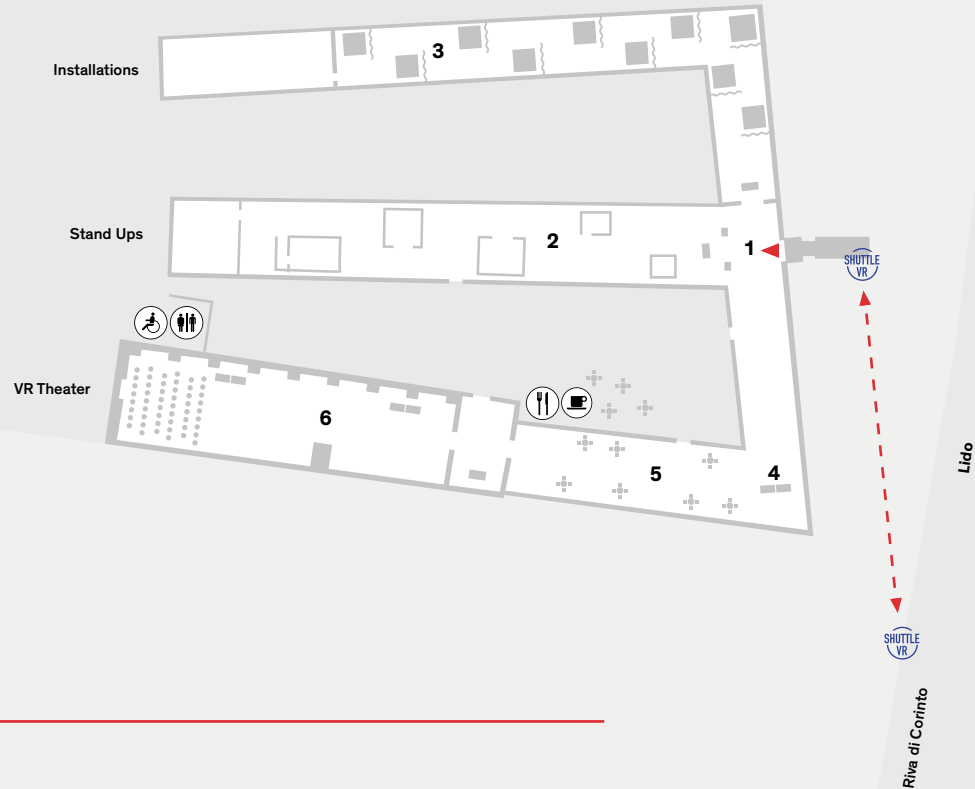 Installations
3
Stand Ups
2
1
SHUTTLE
VR
VR Theater
6
5
4
Lido
SHUTTLE
VR
Riva di Corinto